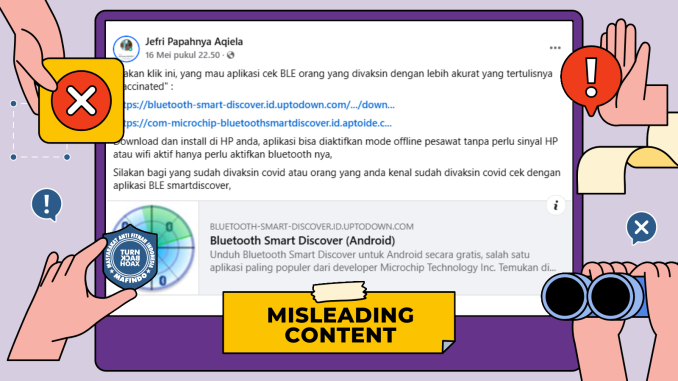 Jefri Papahnya Aqiela
16 Mei pukul 22.50 ·
akan klik ini, yang mau aplikasi cek BLE orang yang divaksin dengan lebih akurat yang tertulisnya
accinated" :
ps://bluetooth-smart-discover.id.uptodown.com/.../down...
tps://com-microchip-bluetoothsmartdiscover.id.aptoide.c...
Download dan install di HP anda, aplikasi bisa diaktifkan mode offline pesawat tanpa perlu sinyal HP
atau wifi aktif hanya perlu aktifkan bluetooth nya,
Silakan bagi yang sudah divaksin covid atau orang yang anda kenal sudah divaksin covid cek dengan
aplikasi BLE smartdiscover,
BLUETOOTH-SMART-DISCOVER.ID.UPTODOWN.COM
Bluetooth Smart Discover (Android)
Unduh Bluetooth Smart Discover untuk Android secara gratis, salah satu
aplikasi paling populer dari developer Microchip Technology Inc. Temukan di...
MASYARAKAT ANTI FITNAH INDONESIA
TURN
BACK
HOAX
MAFINDO
MISLEADING
CONTENT